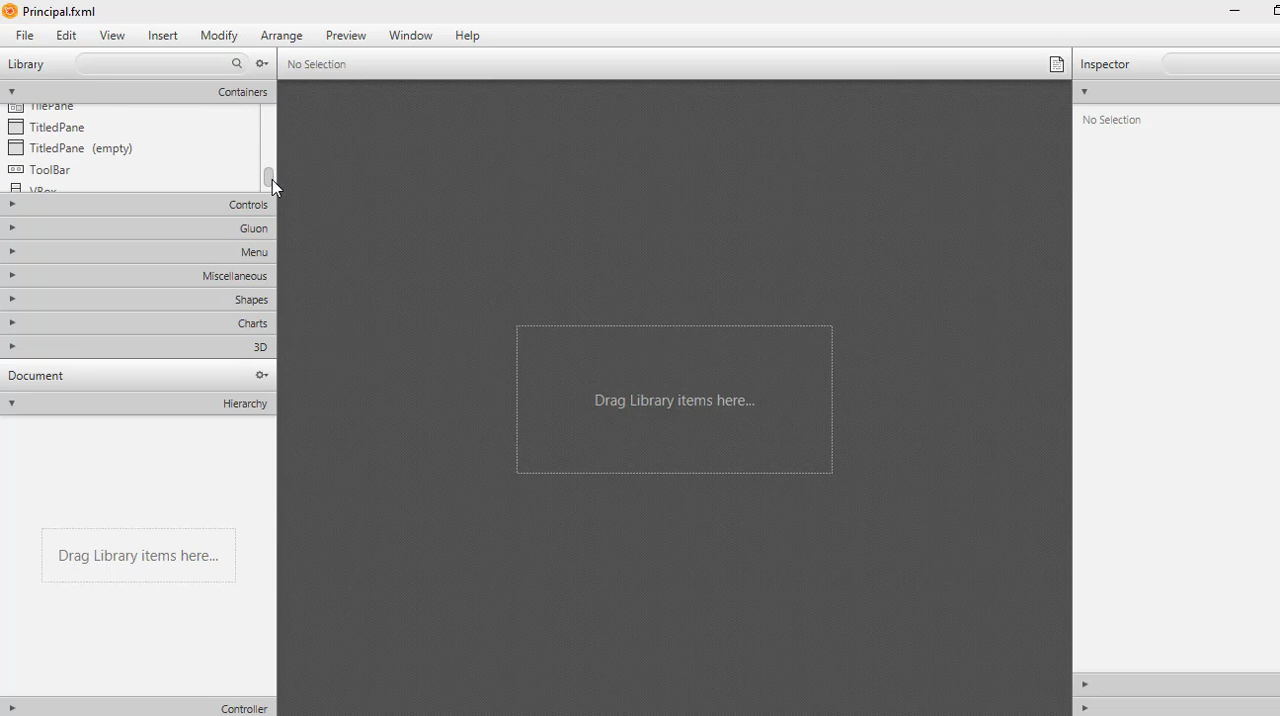 Principal.fxml
File Edit View Insert Modify Arrange Preview Window Help
Library
No Selection
Inspector
Containers
TilePane
TitledPane
TitledPane (empty)
ToolBar
VBox
Controls
Gluon
Menu
Miscellaneous
Shapes
Charts
3D
Document
Hierarchy
Drag Library items here...
Controller
Drag Library items here...
No Selection